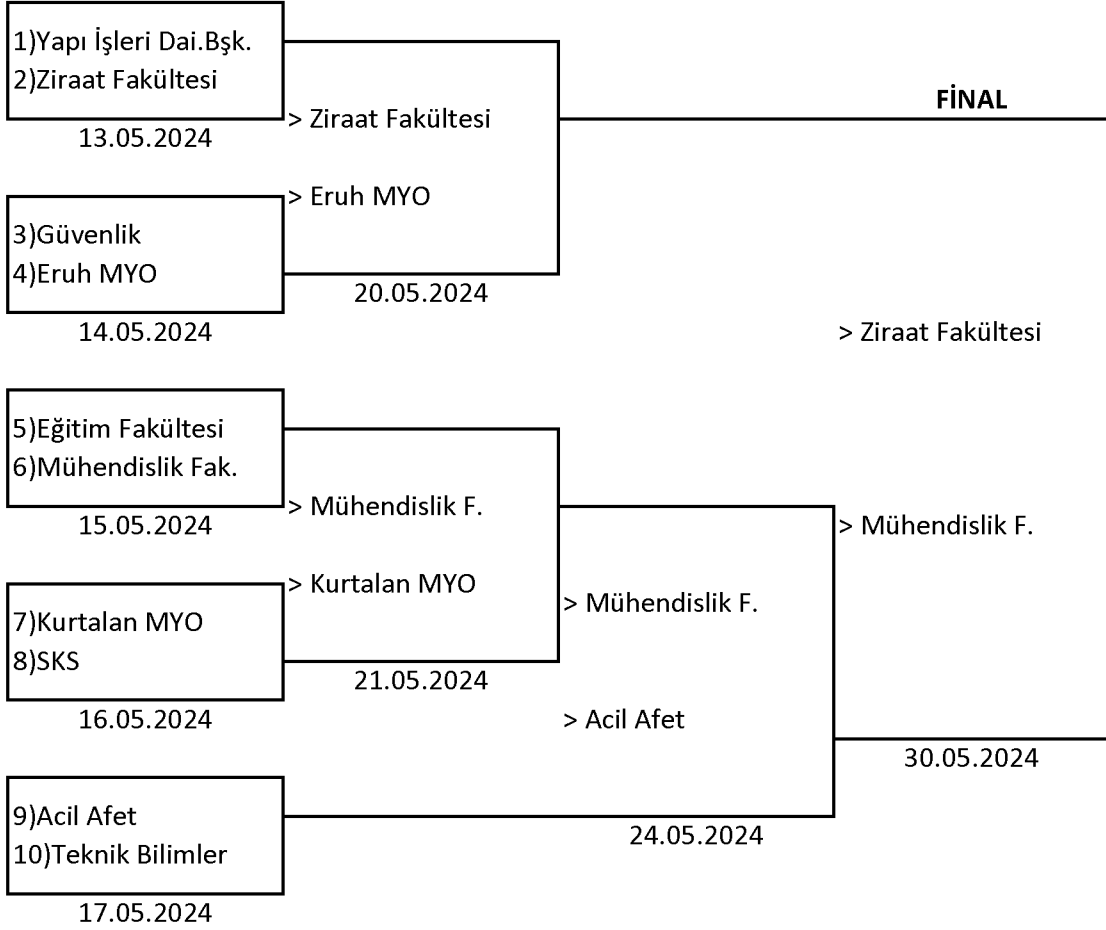 1)Yapı İşleri Dai.Bşk.
2)Ziraat Fakültesi
13.05.2024
3)Güvenlik
4)Eruh MYO
14.05.2024
5)Eğitim Fakültesi
6)Mühendislik Fak.
15.05.2024
7)Kurtalan MYO
8)SKS
16.05.2024
9)Acil Afet
10)Teknik Bilimler
17.05.2024
> Ziraat Fakültesi
> Eruh MYO
20.05.2024
> Mühendislik F.
> Kurtalan MYO
21.05.2024
> Mühendislik F.
> Acil Afet
24.05.2024
FİNAL
> Ziraat Fakültesi
> Mühendislik F.
30.05.2024